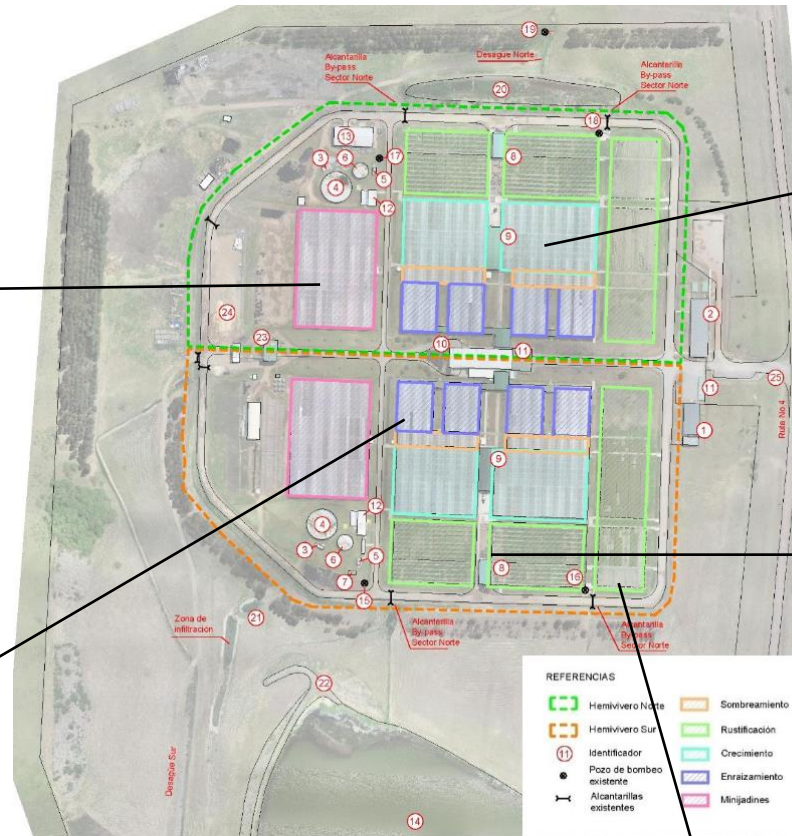 19
Desague Norte
Alcantarilla
By-pass
Sector Norte
Alcantarilla
By-pass
Sector Norte
20
18
13
17
3
6
5
8
4
12
9
2
24
23
10
11
25
11
Ruta No 4
1
9
12
4
3
6
5
8
7
16
15
Zona de
infiltración
21
Alcantarilla
By-pass
Sector Norte
Alcantarilla
By-pass
Sector Norte
22
Desagüe Sur
14
REFERENCIAS
Hemivivero Norte
Hemivivero Sur
11 Identificador
Pozo de bombeo
existente
Alcantarillas
existentes
Sombreamiento
Rustificación
Crecimiento
Enraizamiento
Minijadines